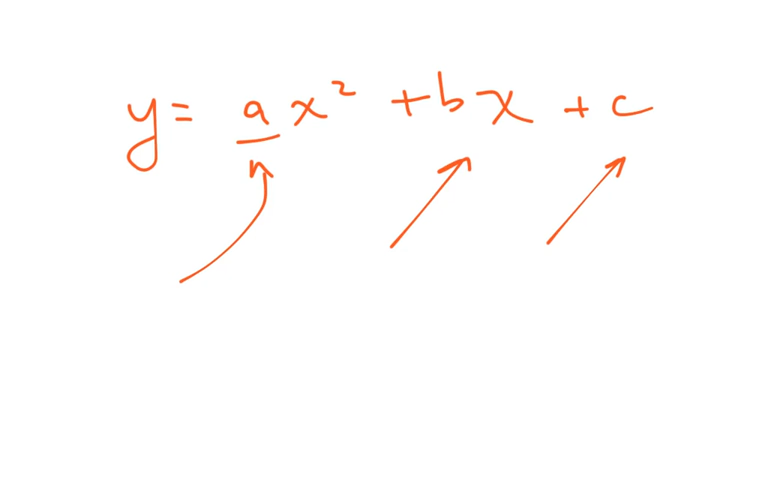 y = ax² + bx + c